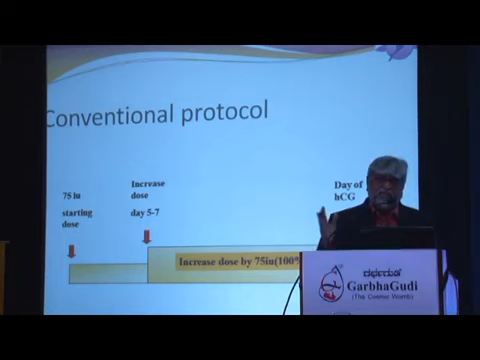 Conventional protocol
75 iu
starting
dose
Increase
dose
day 5-7
Day of
hCG
Increase dose by 75iu(100%
ಗರ್ಭಗುಡಿ
GarbhaGudi
(The Cosmic Womb)